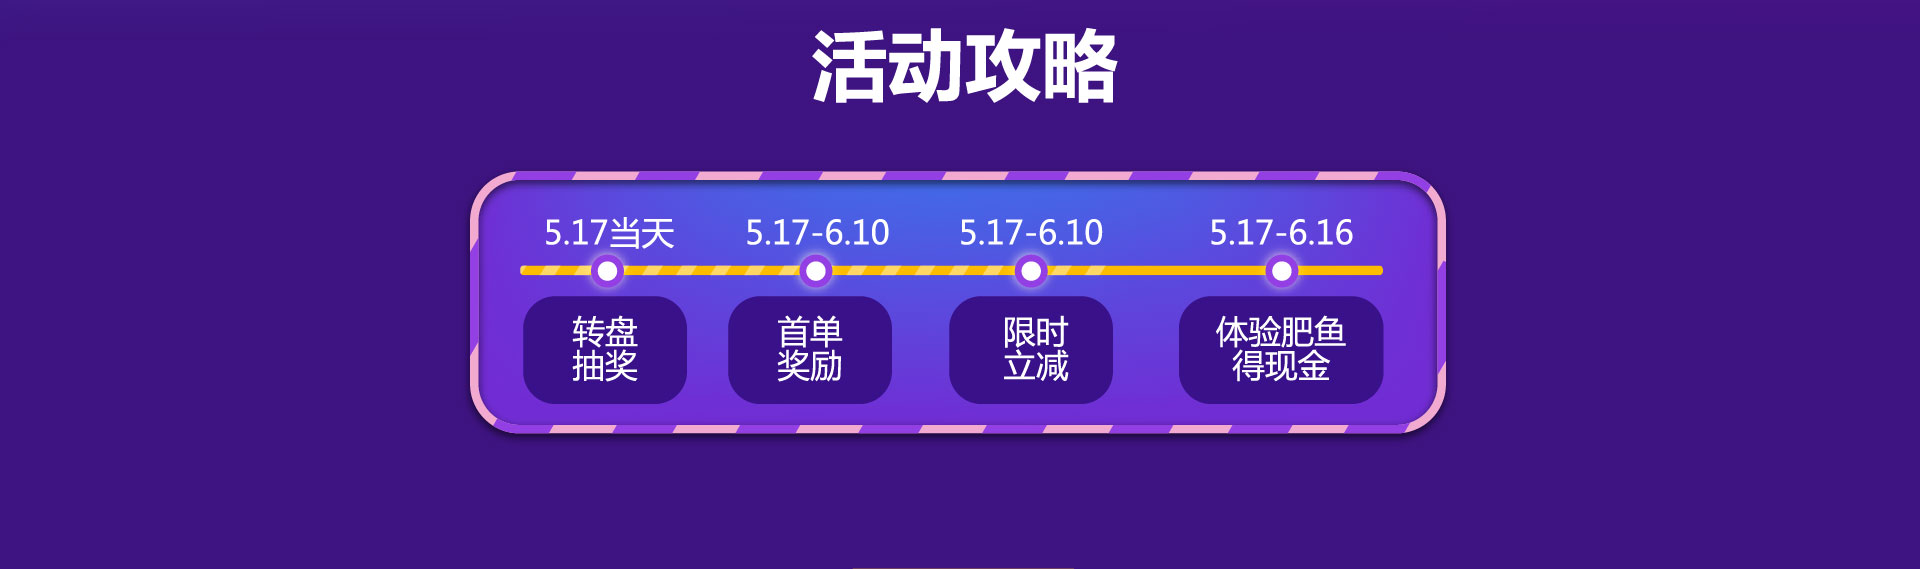 活动攻略
5.17当天
5.17-6.10
5.17-6.10
5.17-6.16
转盘
抽奖
首单
奖励
限时
立减
体验肥鱼
得现金